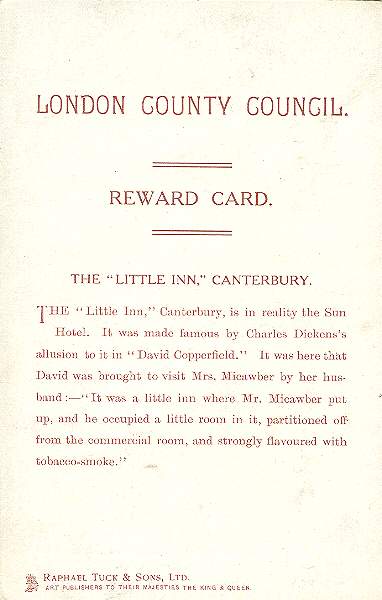 LONDON COUNTY COUNCIL.
REWARD CARD.
THE "LITTLE INN," CANTERBURY.
THE "Little Inn," Canterbury, is in reality the Sun
Hotel. It was made famous by Charles Dickens's
allusion to it in "David Copperfield." It was here that
David was brought to visit Mrs. Micawber by her hus-
band:—"It was a little inn where Mr. Micawber put
up, and he occupied a little room in it, partitioned off
from the commercial room, and strongly flavoured with
tobacco-smoke."
RAPHAEL TUCK & SONS, LTD.
ART PUBLISHERS TO THEIR MAJESTIES THE KING & QUEEN.